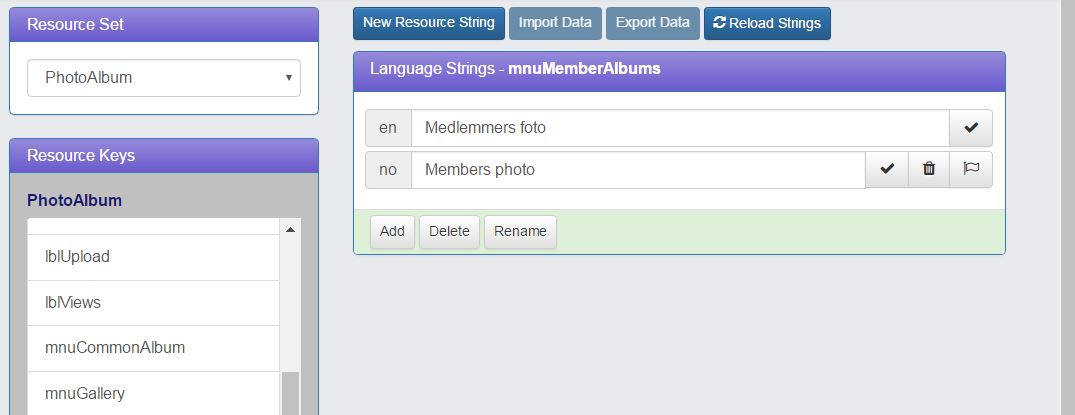 Resource Set
PhotoAlbum
Resource Keys
PhotoAlbum
lblUpload
lblViews
mnuCommonAlbum
mnuGallery
New Resource String Import Data Export Data Reload Strings
Language Strings - mnuMemberAlbums
en Medlemmers foto
no Members photo
Add Delete Rename